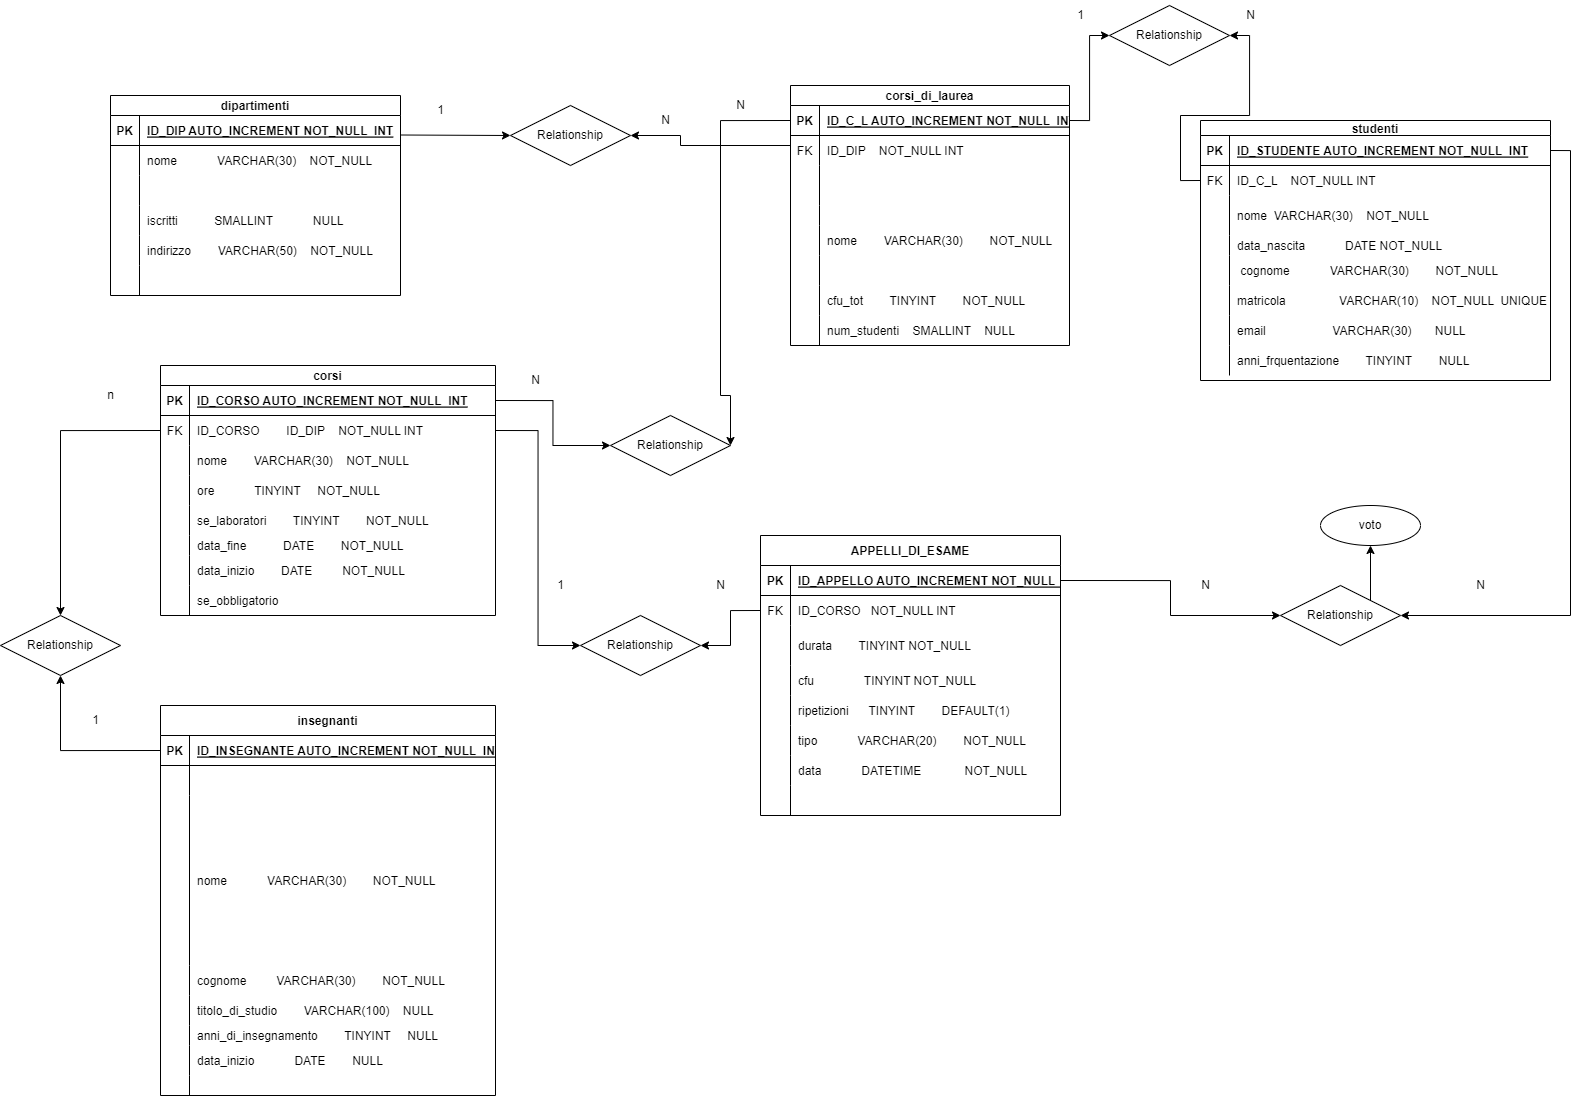 1
N
Relationship
dipartimenti
PK ID_DIP AUTO_INCREMENT NOT_NULL INT
nome VARCHAR(30) NOT_NULL
iscritti SMALLINT NULL
indirizzo VARCHAR(50) NOT_NULL
1
Relationship
N
N
corsi_di_laurea
PK ID_C_L AUTO_INCREMENT NOT_NULL IN
FK ID_DIP NOT_NULL INT
nome VARCHAR(30) NOT_NULL
cfu_tot TINYINT NOT_NULL
num_studenti SMALLINT NULL
studenti
PK ID_STUDENTE AUTO_INCREMENT NOT_NULL INT
FK ID_C_L NOT_NULL INT
nome VARCHAR(30) NOT_NULL
data_nascita DATE NOT_NULL
cognome VARCHAR(30) NOT_NULL
matricola VARCHAR(10) NOT_NULL UNIQUE
email VARCHAR(30) NULL
anni_frquentazione TINYINT NULL
n
corsi
PK ID_CORSO AUTO_INCREMENT NOT_NULL INT
FK ID_CORSO ID_DIP NOT_NULL INT
nome VARCHAR(30) NOT_NULL
ore TINYINT NOT_NULL
se_laboratori TINYINT NOT_NULL
data_fine DATE NOT_NULL
data_inizio DATE NOT_NULL
se_obbligatorio
N
Relationship
Relationship
1
Relationship
N
APPELLI_DI_ESAME
PK ID_APPELLO AUTO_INCREMENT NOT_NULL
FK ID_CORSO NOT_NULL INT
durata TINYINT NOT_NULL
cfu TINYINT NOT_NULL
ripetizioni TINYINT DEFAULT(1)
tipo VARCHAR(20) NOT_NULL
data DATETIME NOT_NULL
voto
N
Relationship
N
1
insegnanti
PK ID_INSEGNANTE AUTO_INCREMENT NOT_NULL IN
nome VARCHAR(30) NOT_NULL
cognome VARCHAR(30) NOT_NULL
titolo_di_studio VARCHAR(100) NULL
anni_di_insegnamento TINYINT NULL
data_inizio DATE NULL